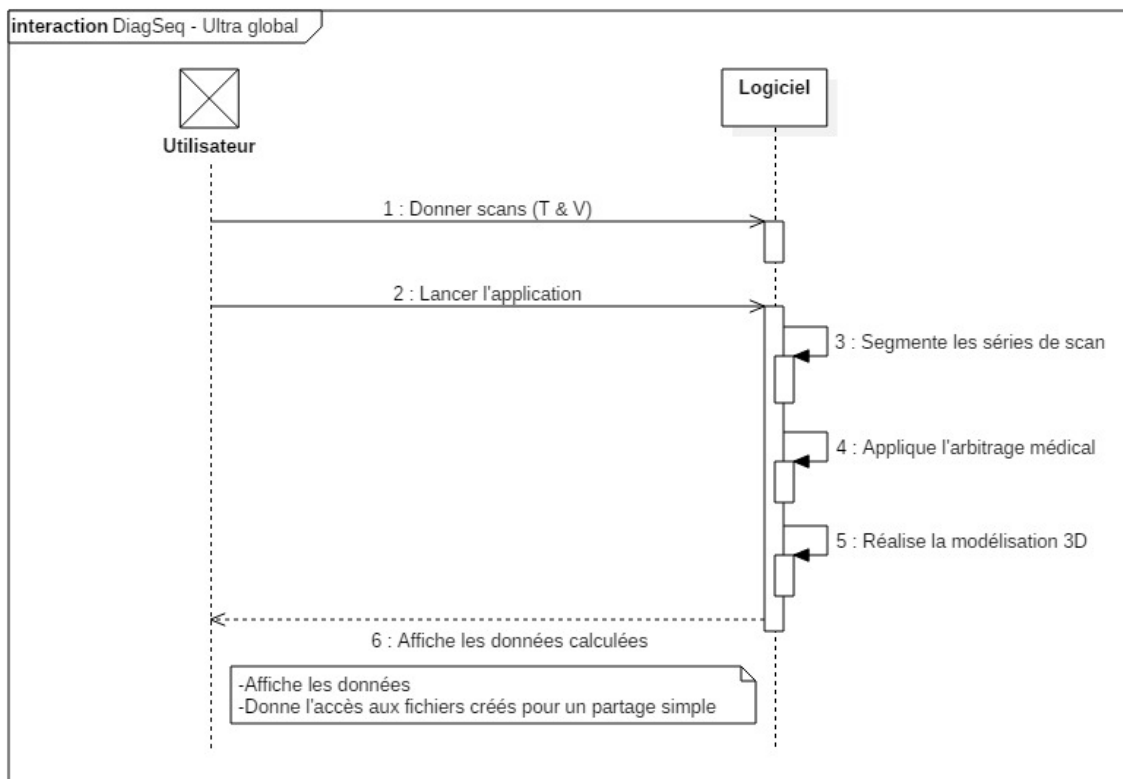 interaction DiagSeq - Ultra global
Utilisateur
Logiciel
1 : Donner scans (T & V)
2 : Lancer l'application
3 : Segmente les séries de scan
4 : Applique l'arbitrage médical
5 : Réalise la modélisation 3D
6 : Affiche les données calculées
-Affiche les données
-Donne l'accès aux fichiers créés pour un partage simple